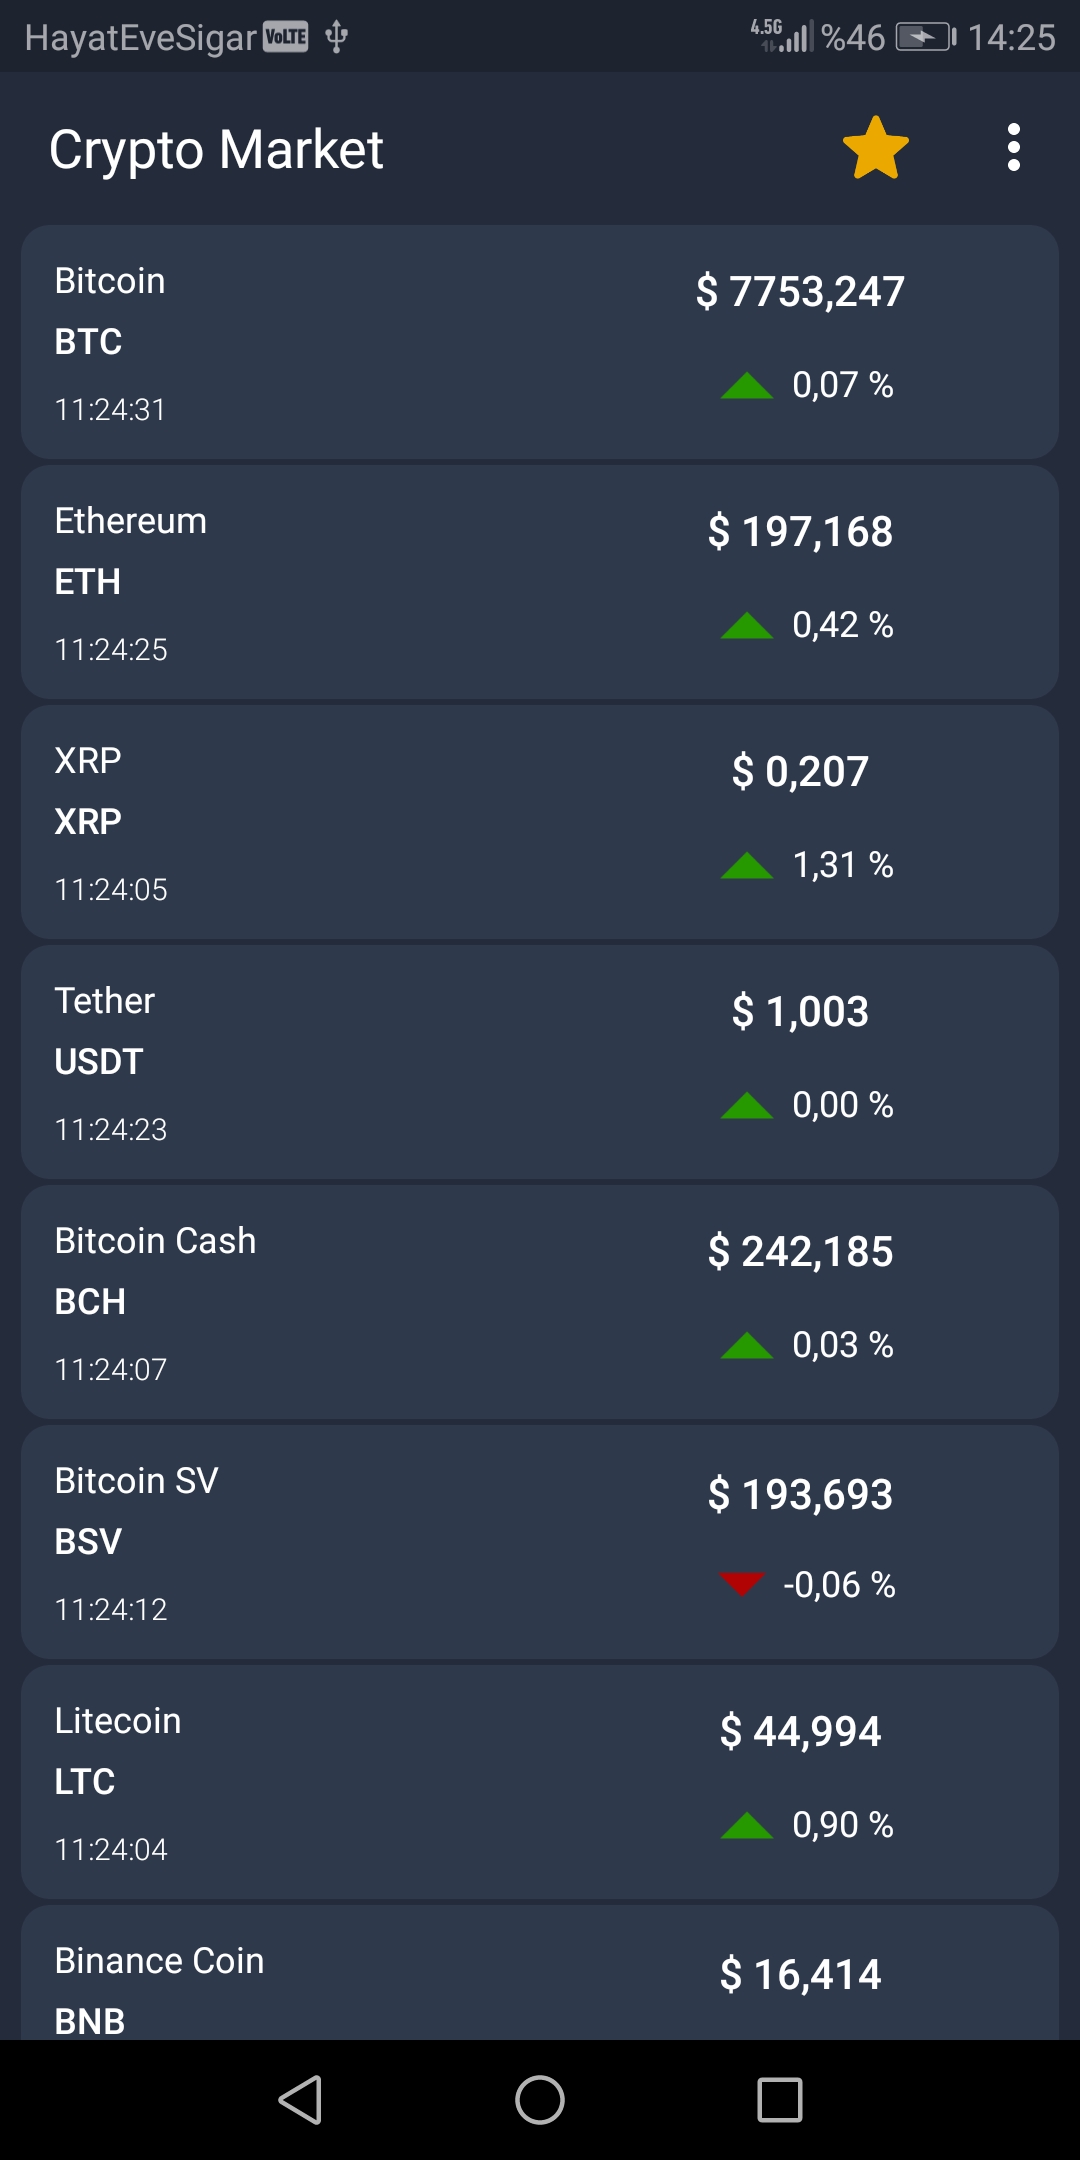 HayatEveSigar VoLTE 4.5G %46 14:25
Crypto Market
Bitcoin
$ 7753,247
BTC
0,07 %
11:24:31
Ethereum
$ 197,168
ETH
0,42 %
11:24:25
XRP
$ 0,207
XRP
1,31 %
11:24:05
Tether
$ 1,003
USDT
0,00 %
11:24:23
Bitcoin Cash
$ 242,185
BCH
0,03 %
11:24:07
Bitcoin SV
$ 193,693
BSV
-0,06 %
11:24:12
Litecoin
$ 44,994
LTC
0,90 %
11:24:04
Binance Coin
$ 16,414
BNB